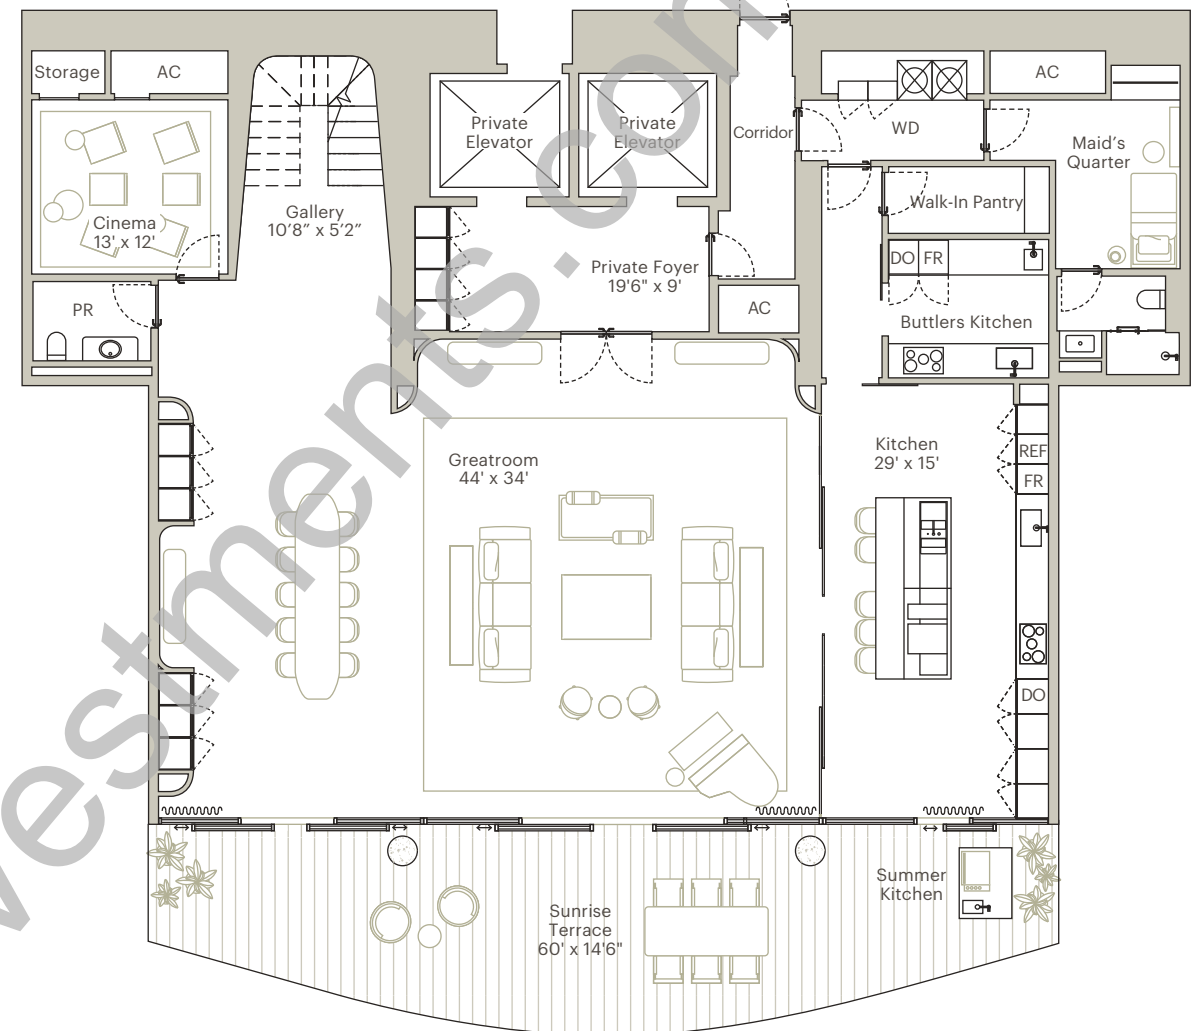 Storage
AC
Private
Elevator
Private
Elevator
Corridor
WD
AC
Maid's
Quarter
Walk-In Pantry
Cinema
13' x 12'
Gallery
10'8” x 5'2”
Private Foyer
19'6" x 9'
DO
FR
PR
AC
Buttlers Kitchen
Greatroom
44' x 34'
Kitchen
29' x 15'
REF
FR
DO
Summer
Kitchen
Sunrise
Terrace
60' x 14'6"
vestments.com